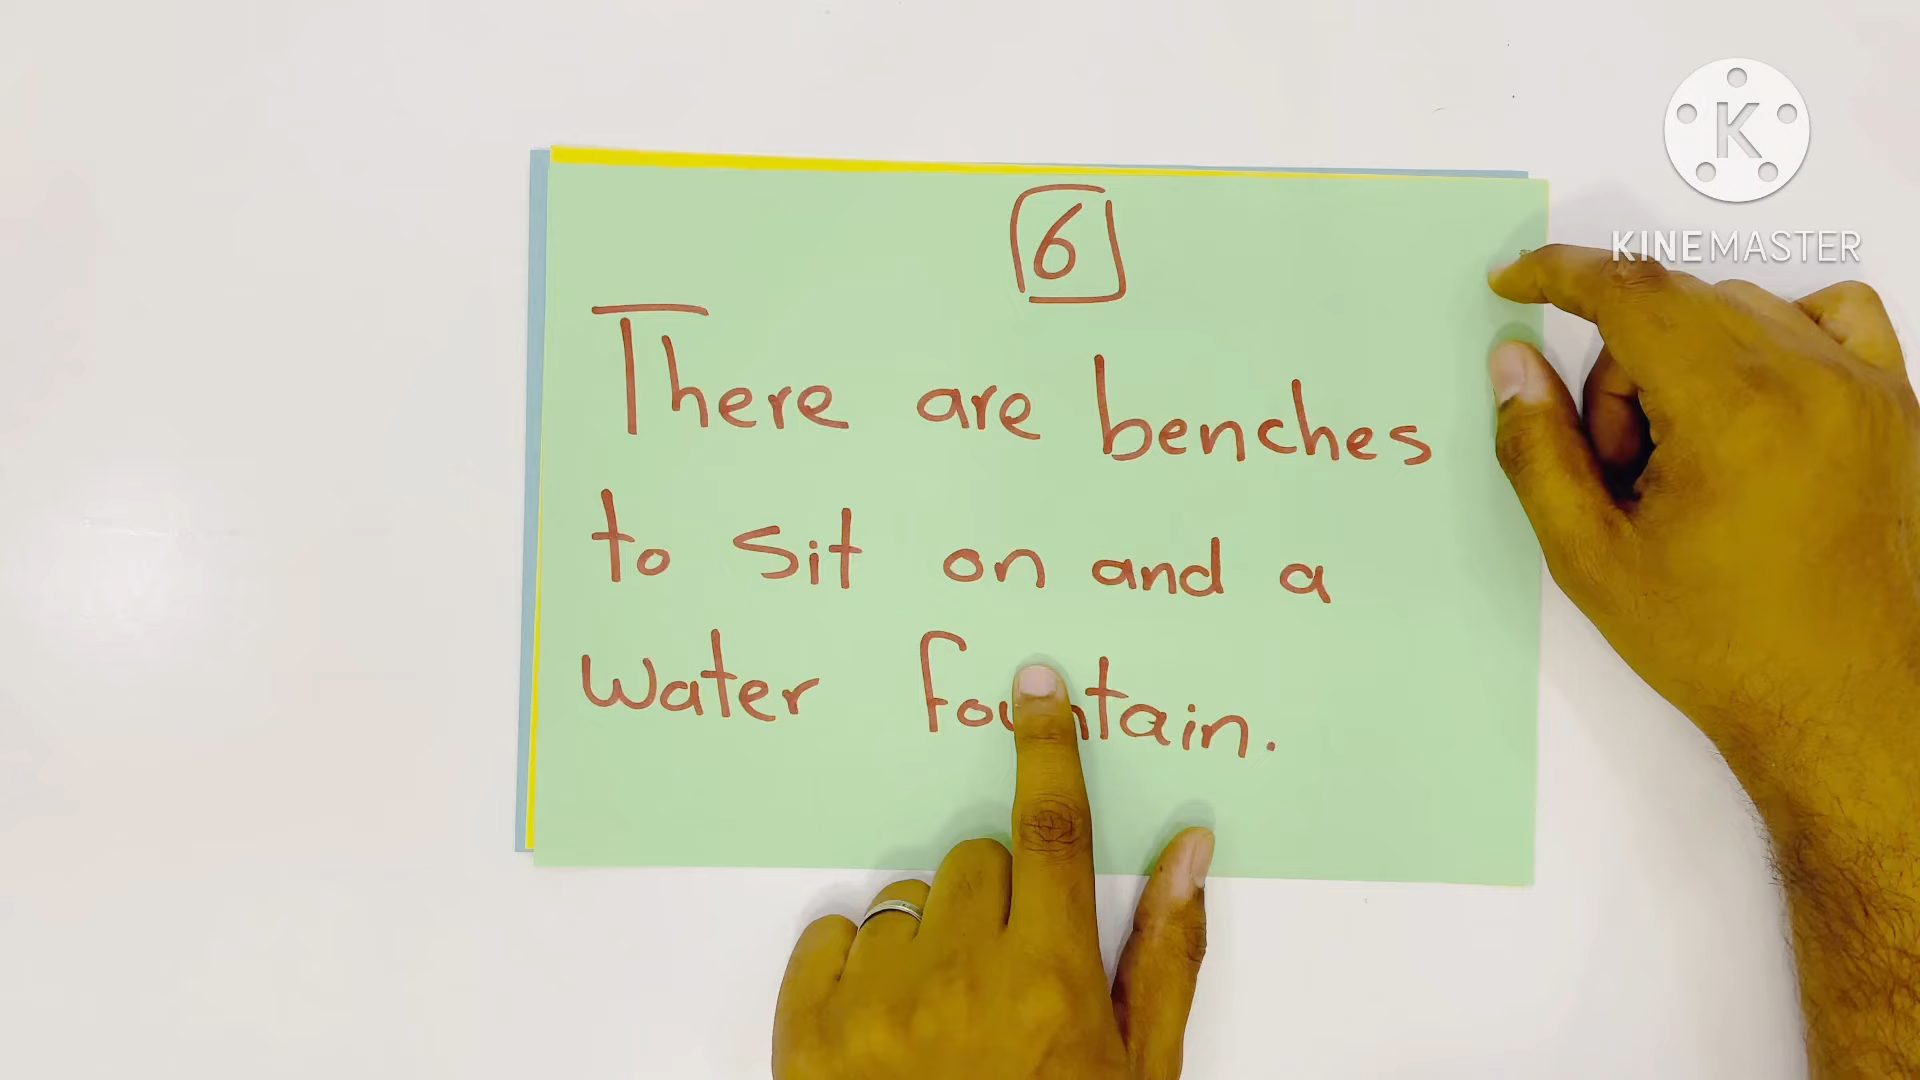 6
There are benches
to sit on and a
water fountain.
K
KINEMASTER